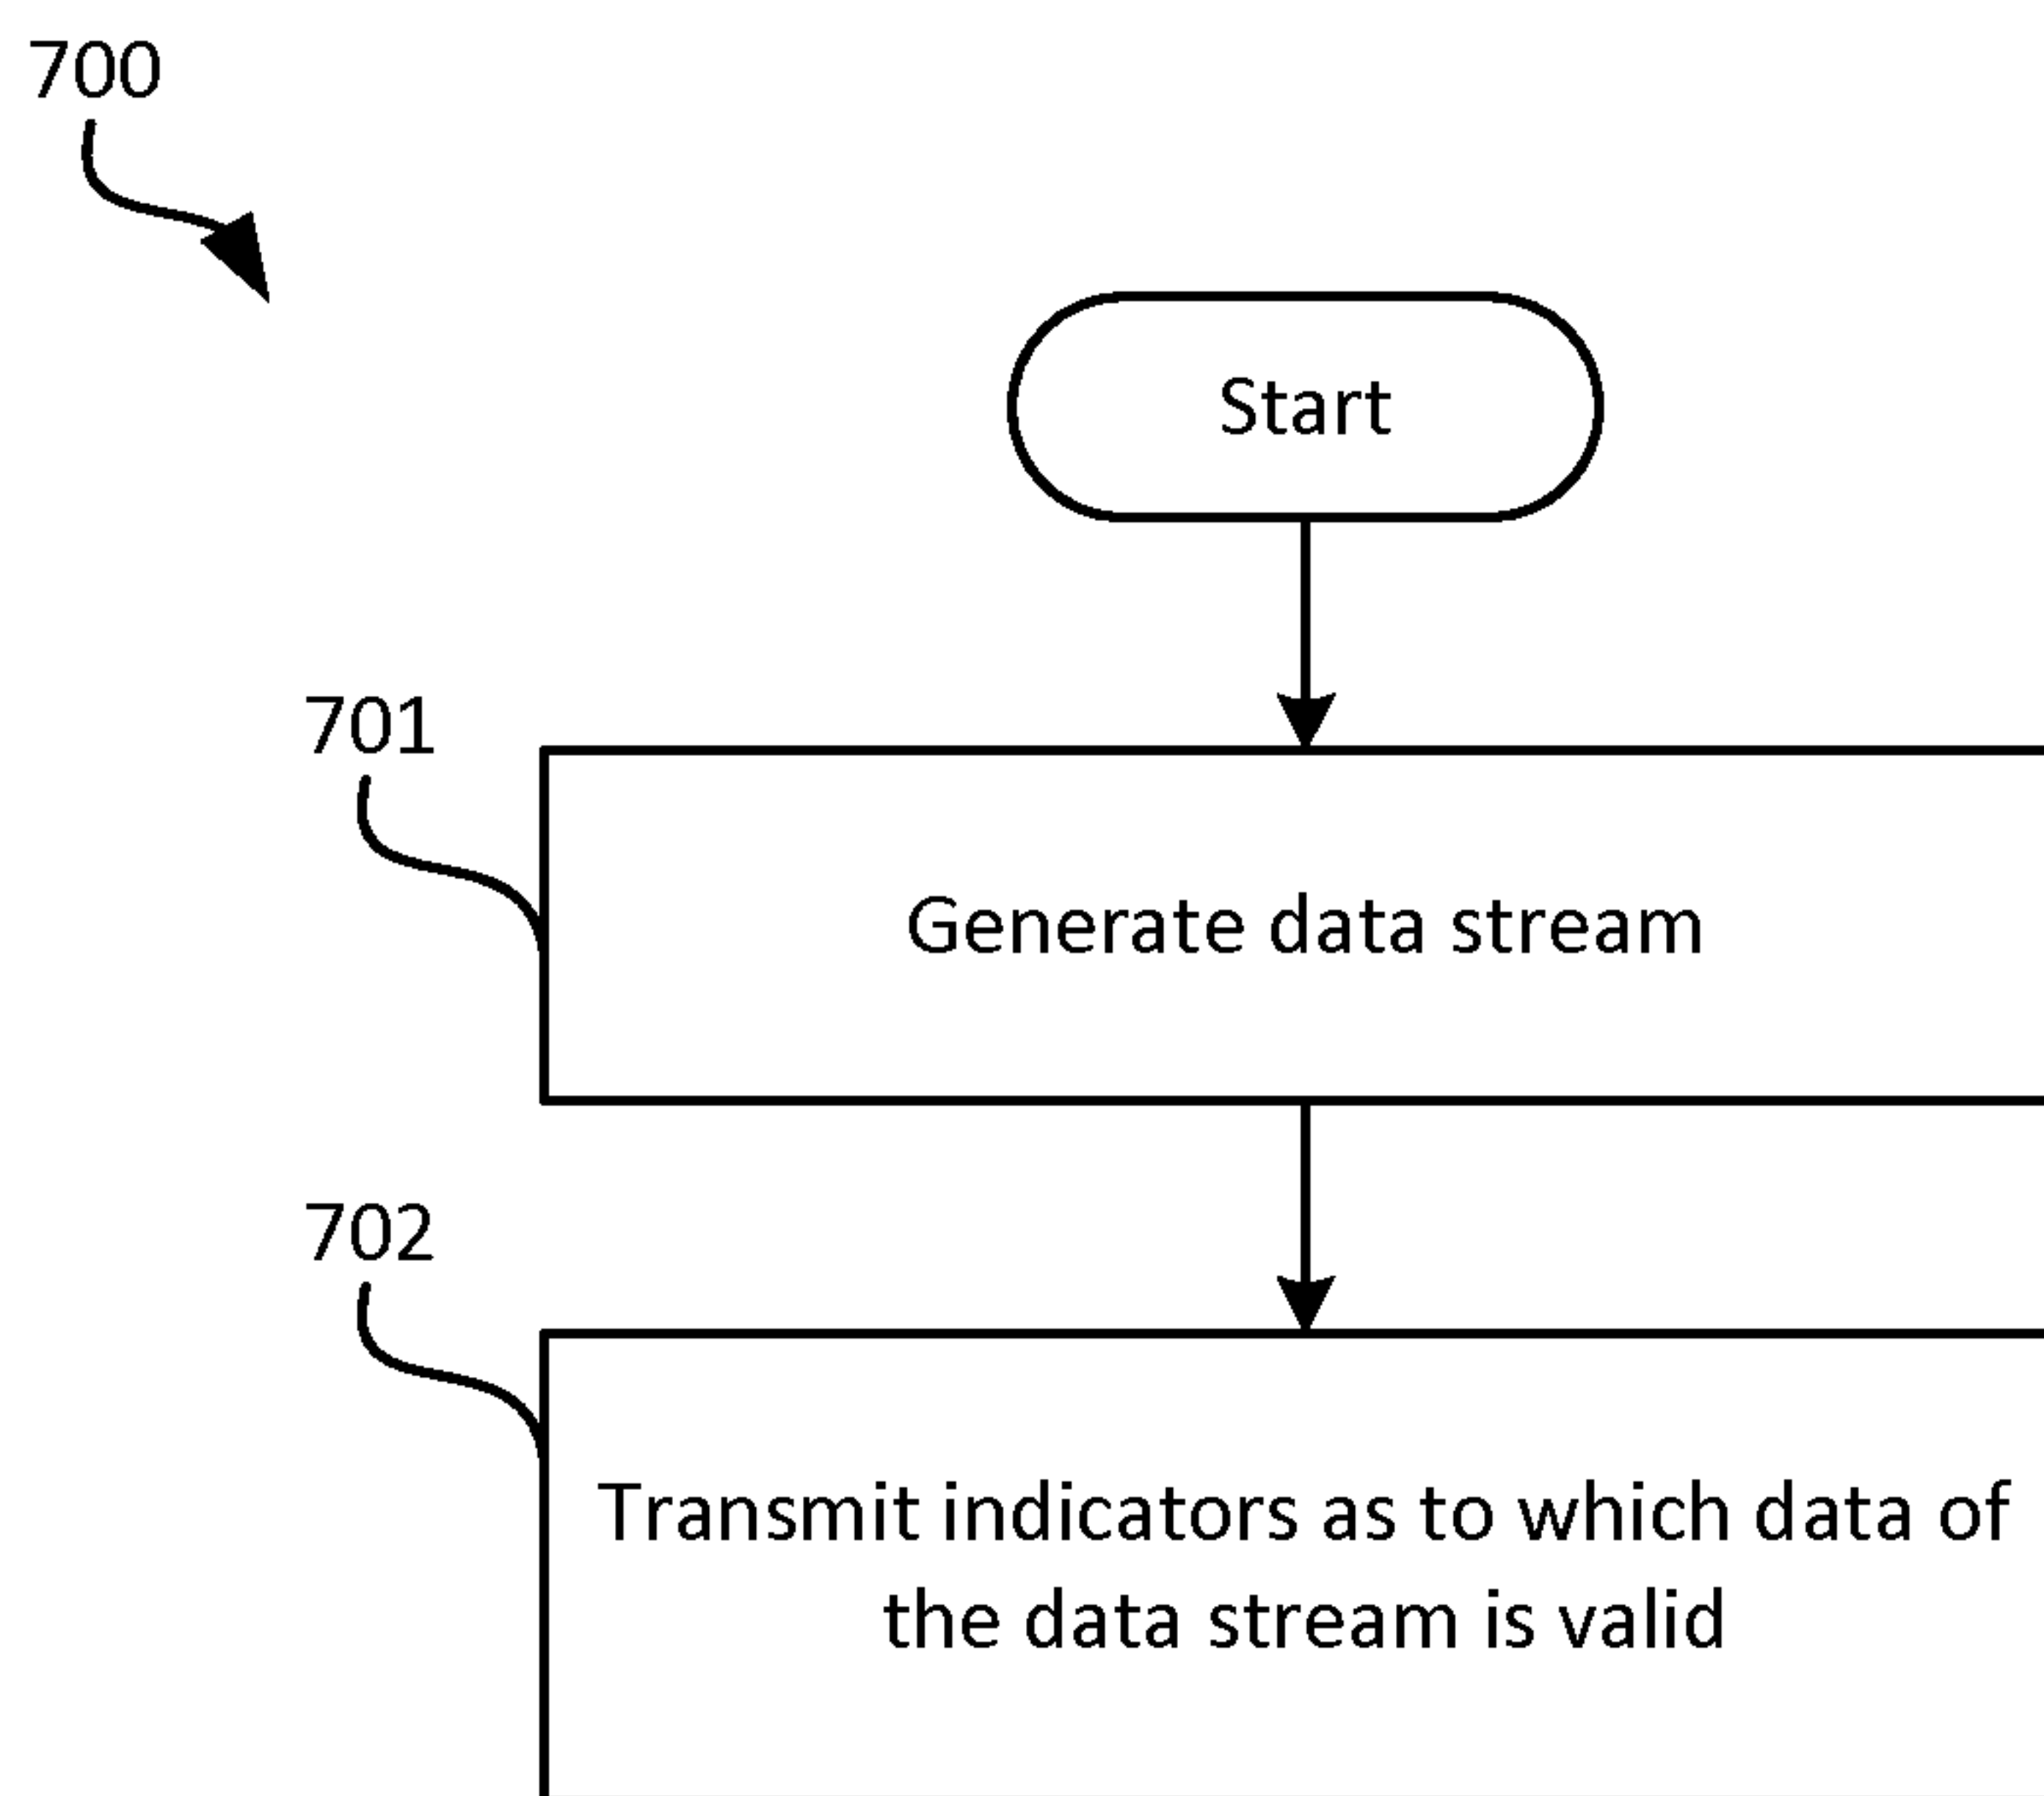 700
Start
701
Generate data stream
702
Transmit indicators as to which data of
the data stream is valid